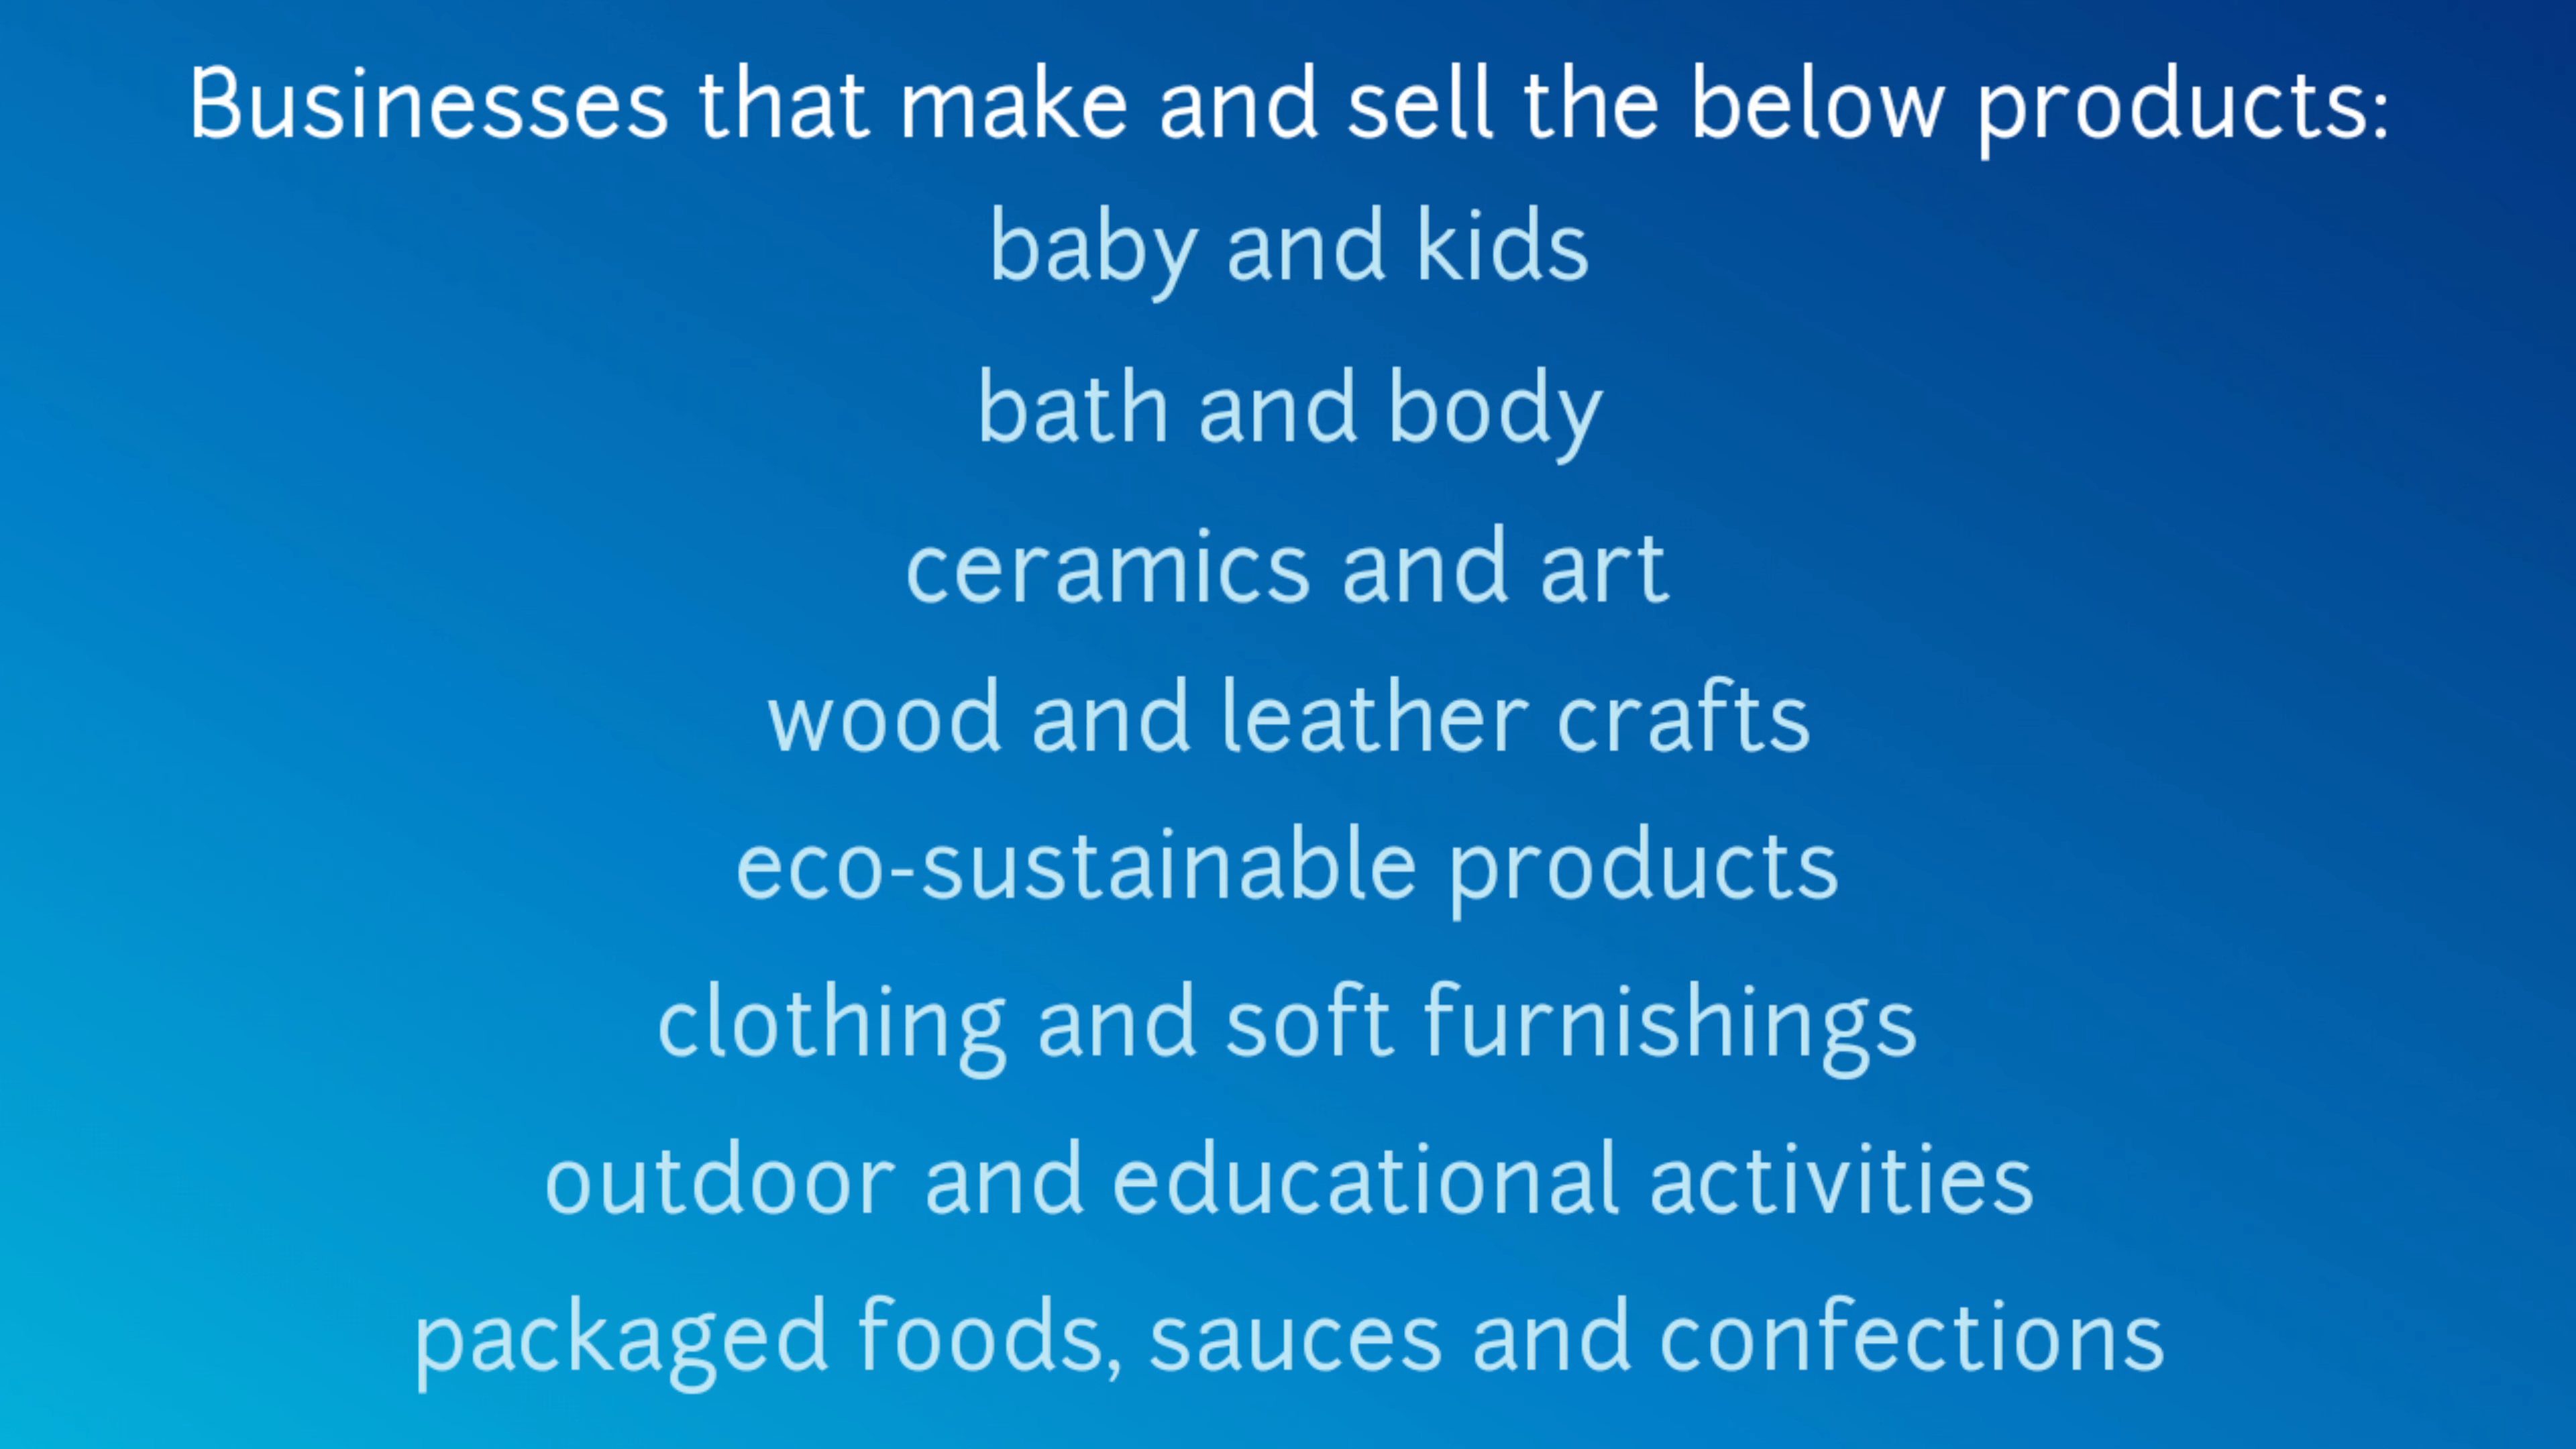 Businesses that make and sell the below products:
baby and kids
bath and body
ceramics and art
wood and leather crafts
eco-sustainable products
clothing and soft furnishings
outdoor and educational activities
packaged foods, sauces and confections